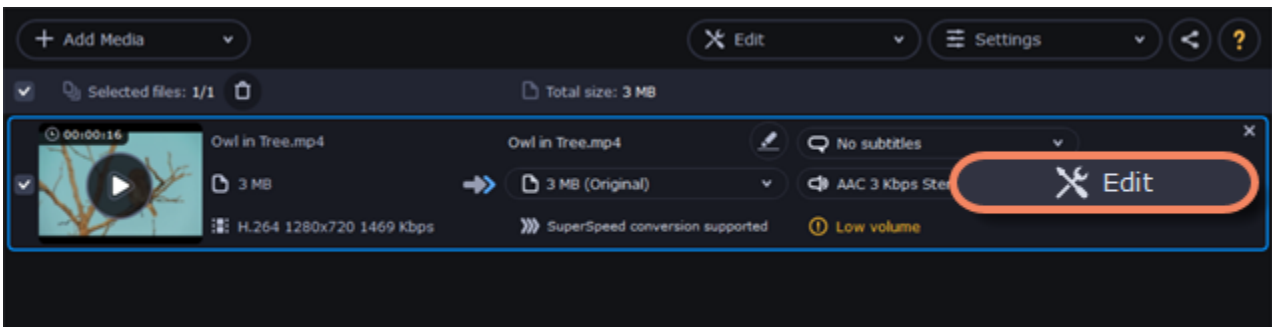 Add Media
Edit
Settings
?
Selected files: 1/1
Total size: 3 MB
00:00:16
Owl in Tree.mp4
Owl in Tree.mp4
No subtitles
3 MB
3 MB (Original)
AAC 3 Kbps Ster
Edit
H.264 1280x720 1469 Kbps
SuperSpeed conversion supported
Low volume